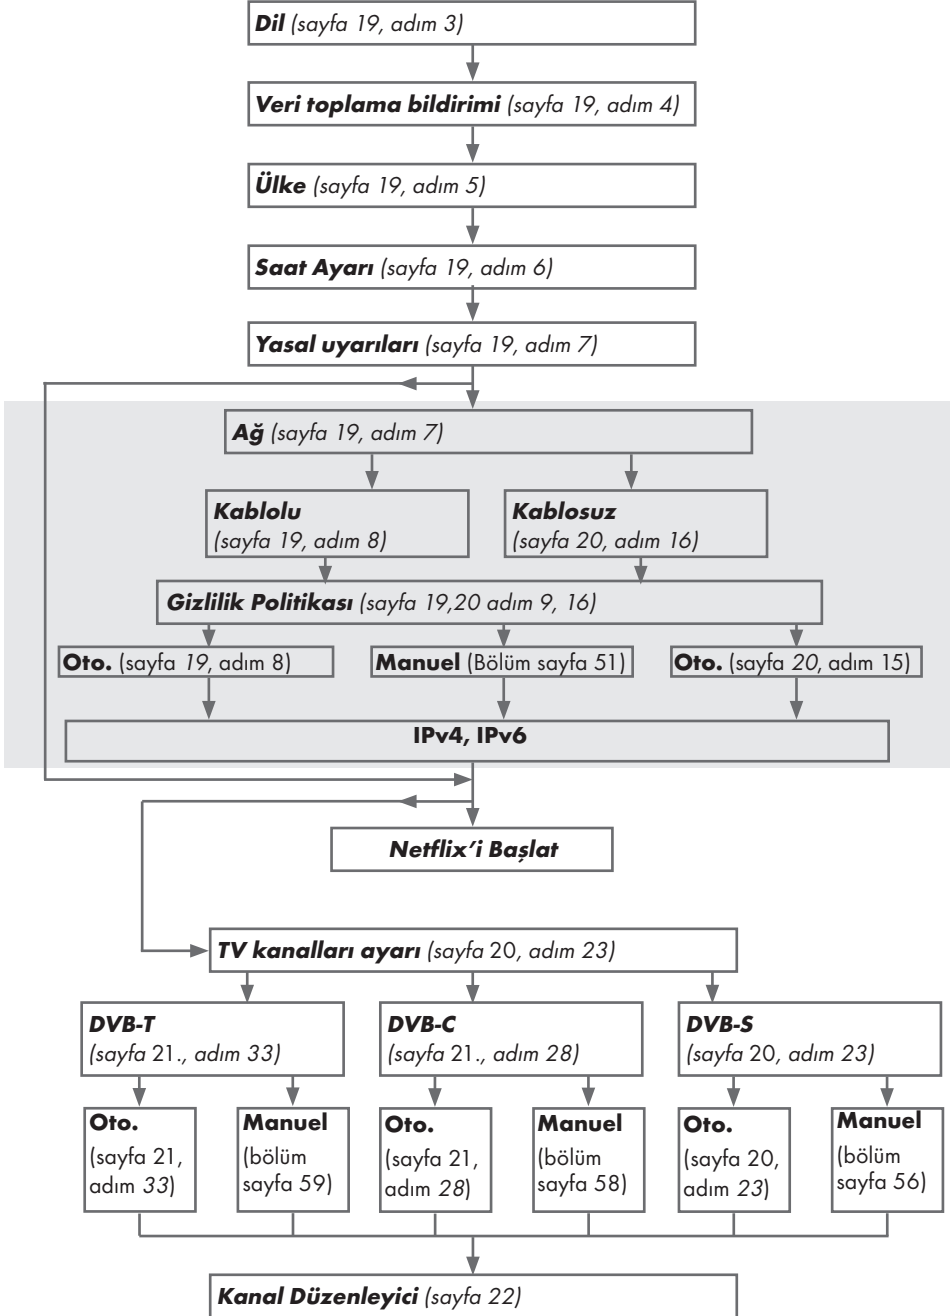 Dil (sayfa 19, adım 3)
Veri toplama bildirimi (sayfa 19, adım 4)
Ülke (sayfa 19, adım 5)
Saat Ayarı (sayfa 19, adım 6)
Yasal uyarıları (sayfa 19, adım 7)
Ağ (sayfa 19, adım 7)
Kablolu
(sayfa 19, adım 8)
Kablosuz
(sayfa 20, adım 16)
Gizlilik Politikası (sayfa 19,20 adım 9, 16)
Oto. (sayfa 19, adım 8)
Manuel (Bölüm sayfa 51)
Oto. (sayfa 20, adım 15)
IPv4, IPv6
Netflix’i Başlat
TV kanalları ayarı (sayfa 20, adım 23)
DVB-T
(sayfa 21., adım 33)
DVB-C
(sayfa 21., adım 28)
DVB-S
(sayfa 20, adım 23)
Oto.
(sayfa 21,
adım 33)
Manuel
(bölüm
sayfa 59)
Oto.
(sayfa 21,
adım 28)
Manuel
(bölüm
sayfa 58)
Oto.
(sayfa 20,
adım 23)
Manuel
(bölüm
sayfa 56)
Kanal Düzenleyici (sayfa 22)